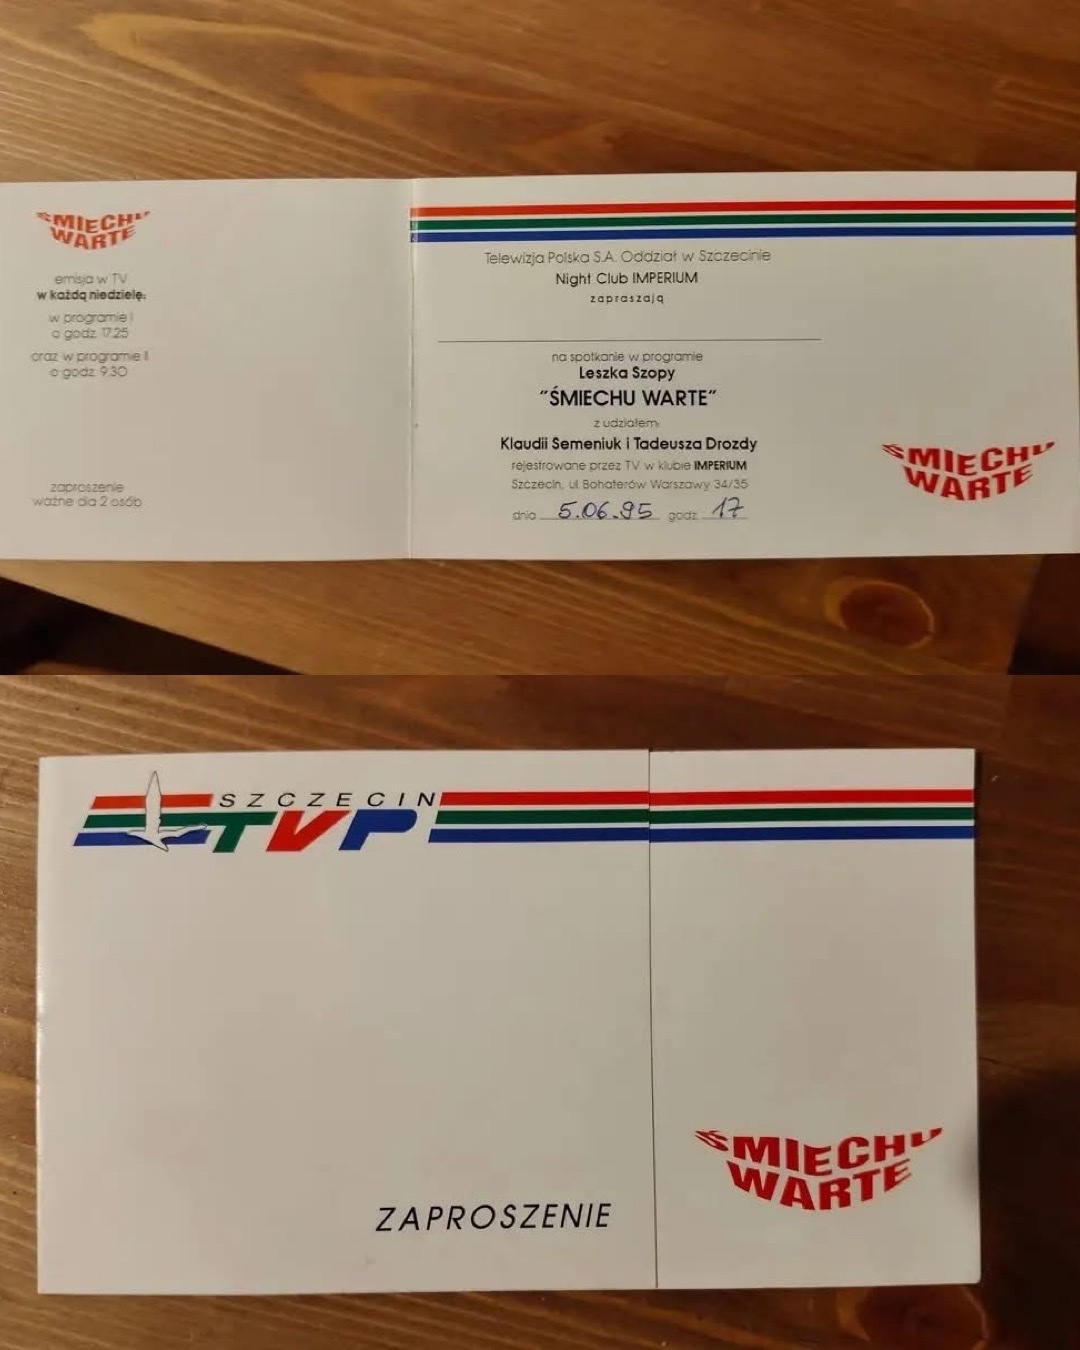 ŚMIECHU
WARTE
emisja w TV
w każdą niedzielę:
w programie I
o godz. 17.25
oraz w programie II
o godz. 9.30
zaproszenie
ważne dla 2 osób
Telewizja Polska S.A. Oddział w Szczecinie
Night Club IMPERIUM
zapraszają
na spotkanie w programie
Leszka Szopy
"ŚMIECHU WARTE"
z udziałem:
Klaudii Semeniuk i Tadeusza Drozdy
rejestrowane przez TV w klubie IMPERIUM
Szczecin, ul. Bohaterów Warszawy 34/35
dnia 5.06.95 godz. 17
ŚMIECHU
WARTE
SZCZECIN
TVP
ZAPROSZENIE
ŚMIECHU
WARTE